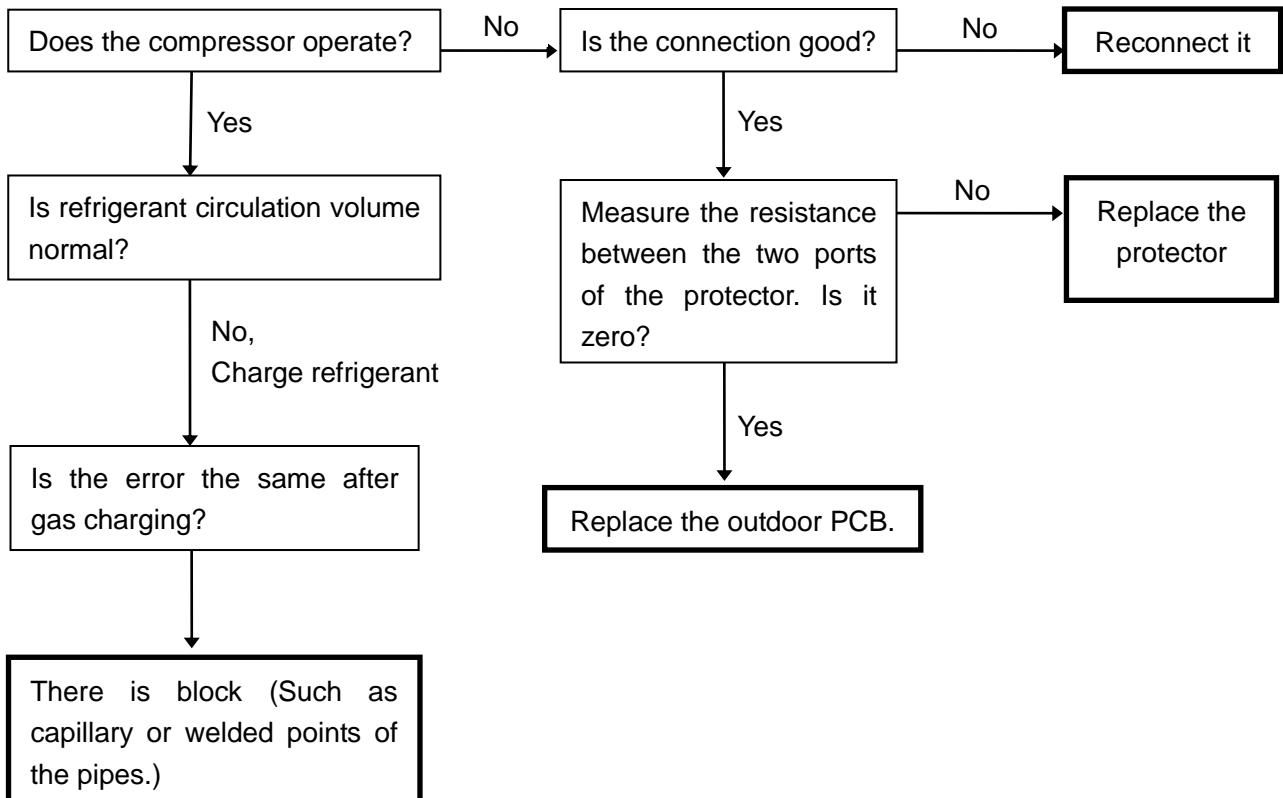 Does the compressor operate?
No
Is the connection good?
No
Reconnect it
Yes
Yes
Is refrigerant circulation volume
normal?
Measure the resistance
between the two ports
of the protector. Is it
zero?
No
Replace the
protector
No,
Charge refrigerant
Yes
Is the error the same after
gas charging?
Replace the outdoor PCB.
There is block (Such as
capillary or welded points of
the pipes.)